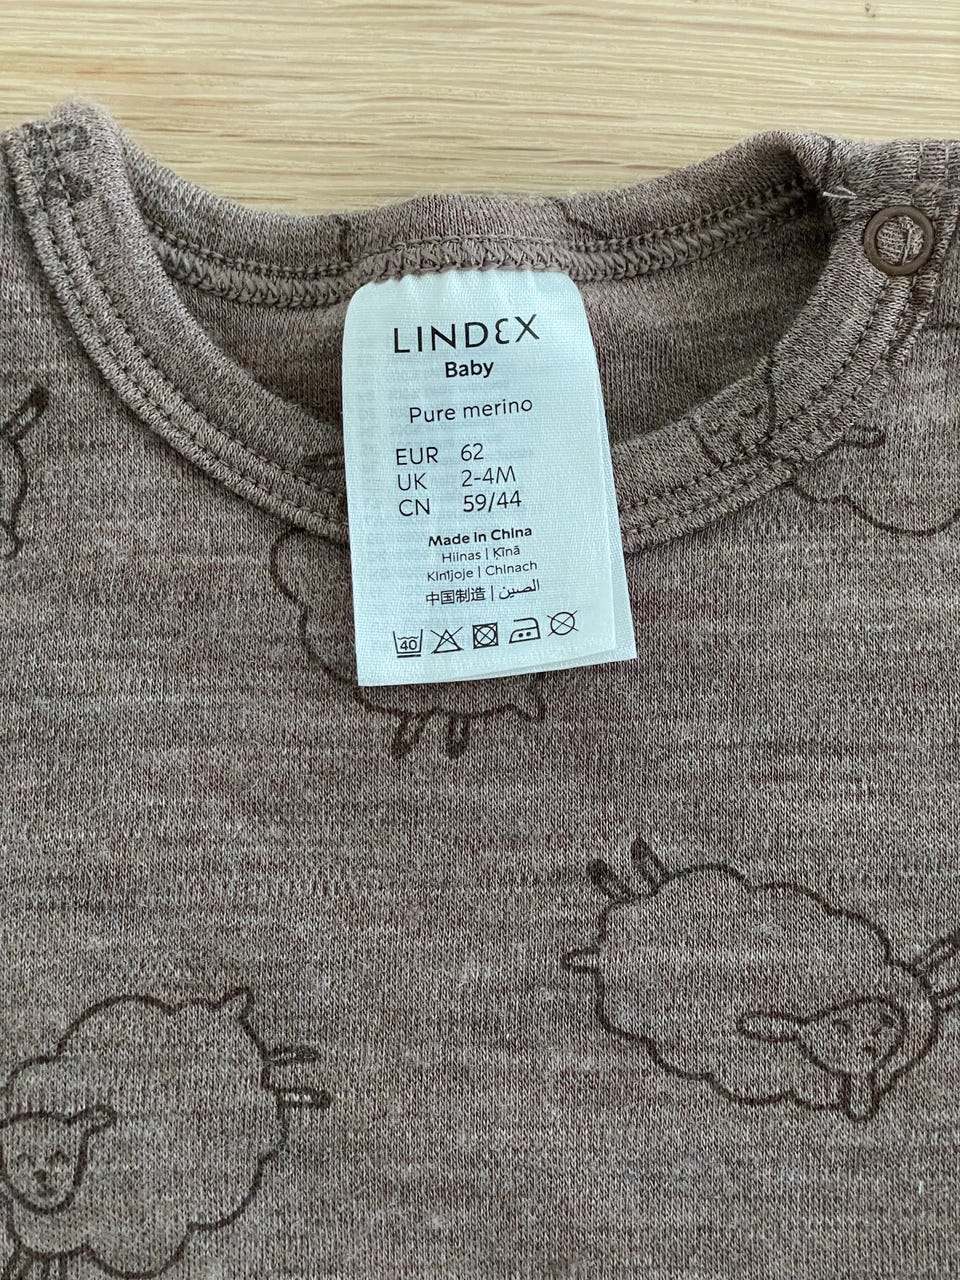 LINDEX
Baby
Pure merino
EUR 62
UK 2-4M
CN 59/44
Made in China
Hiinas | Ķīnā
Kinijoje | Chinach
中国制造 | الصين
40